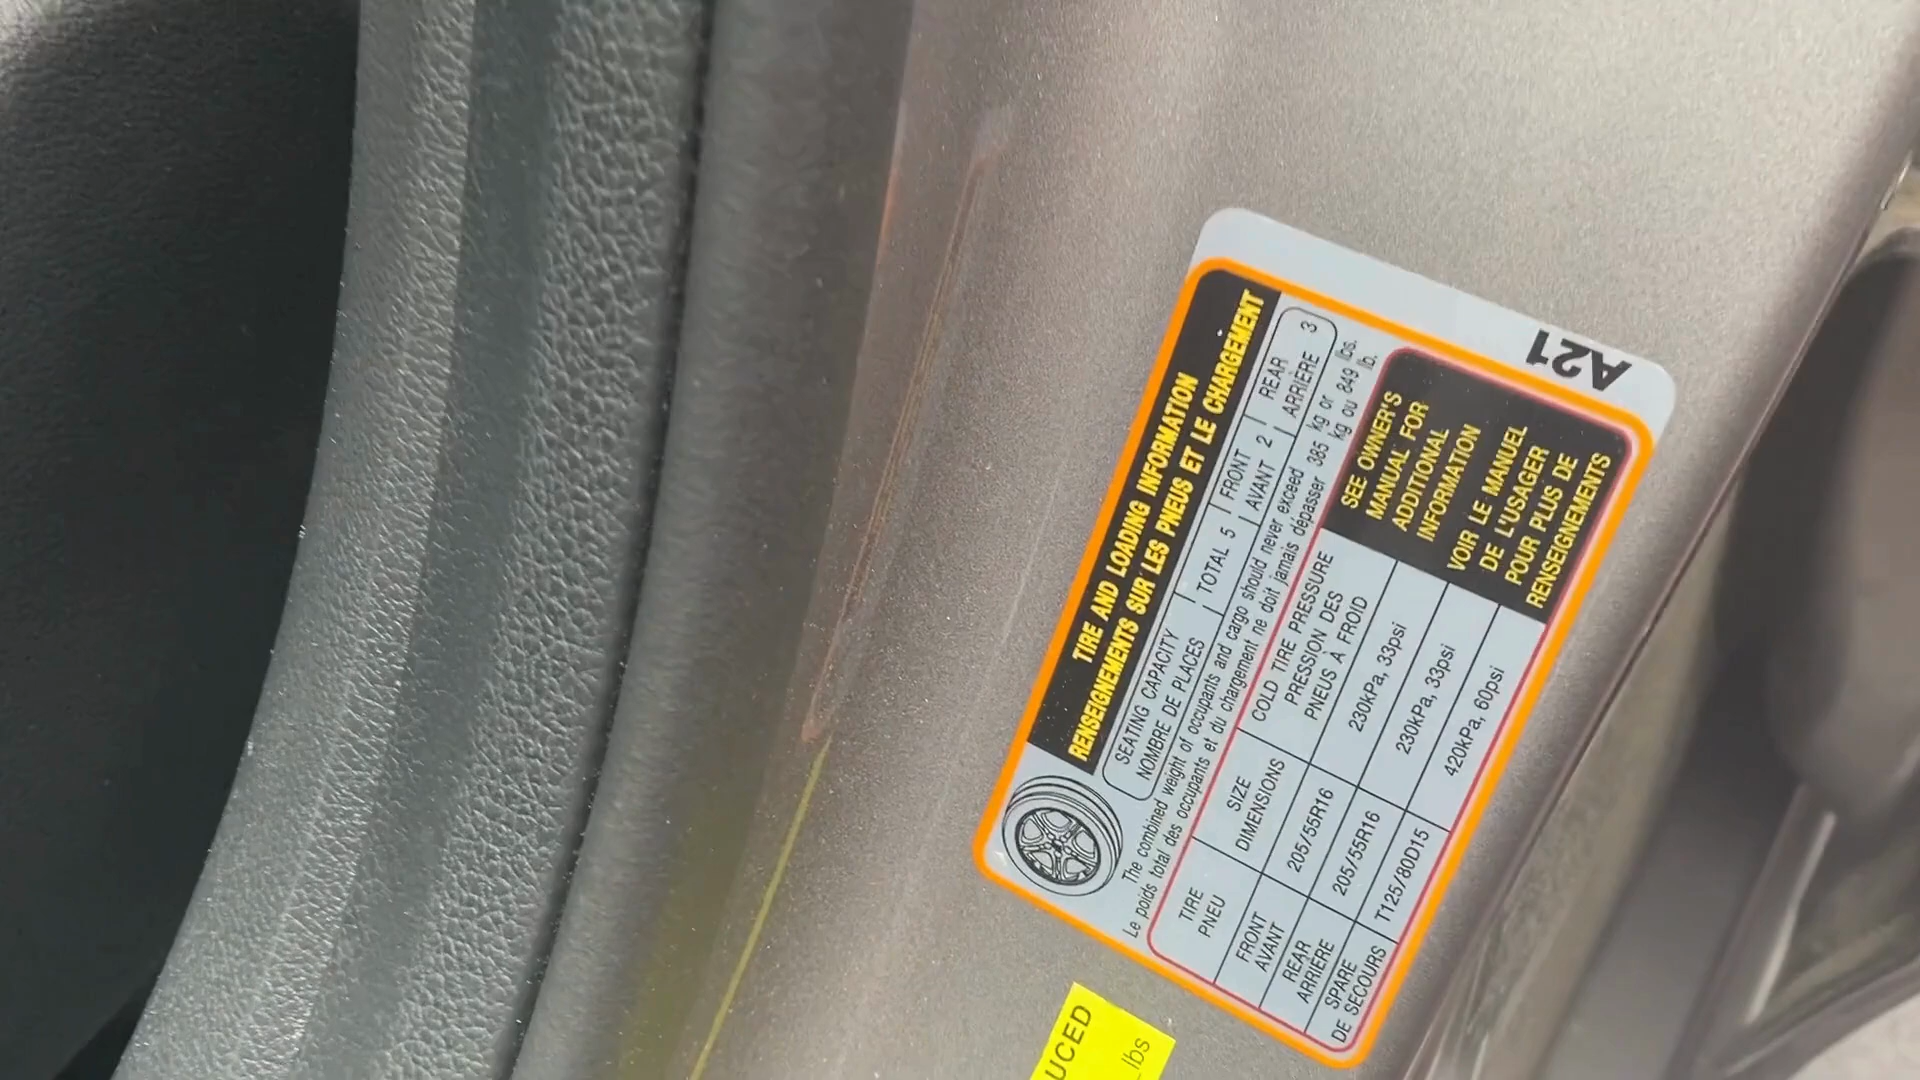 A21
TIRE AND LOADING INFORMATION
RENSEIGNEMENTS SUR LES PNEUS ET LE CHARGEMENT
SEATING CAPACITY
NOMBRE DE PLACES
TOTAL 5
FRONT
AVANT 2
REAR
ARRIÈRE 3
The combined weight of occupants and cargo should never exceed 385 kg or 849 lbs.
Le poids total des occupants et du chargement ne doit jamais dépasser 385 kg ou 849 lb.
TIRE
PNEU
SIZE
DIMENSIONS
COLD TIRE PRESSURE
PRESSION DES
PNEUS À FROID
FRONT
AVANT
205/55R16
230kPa, 33psi
REAR
ARRIÈRE
205/55R16
230kPa, 33psi
SPARE
DE SECOURS
T125/80D15
420kPa, 60psi
SEE OWNER'S
MANUAL FOR
ADDITIONAL
INFORMATION
VOIR LE MANUEL
DE L'USAGER
POUR PLUS DE
RENSEIGNEMENTS
UCED
lbs